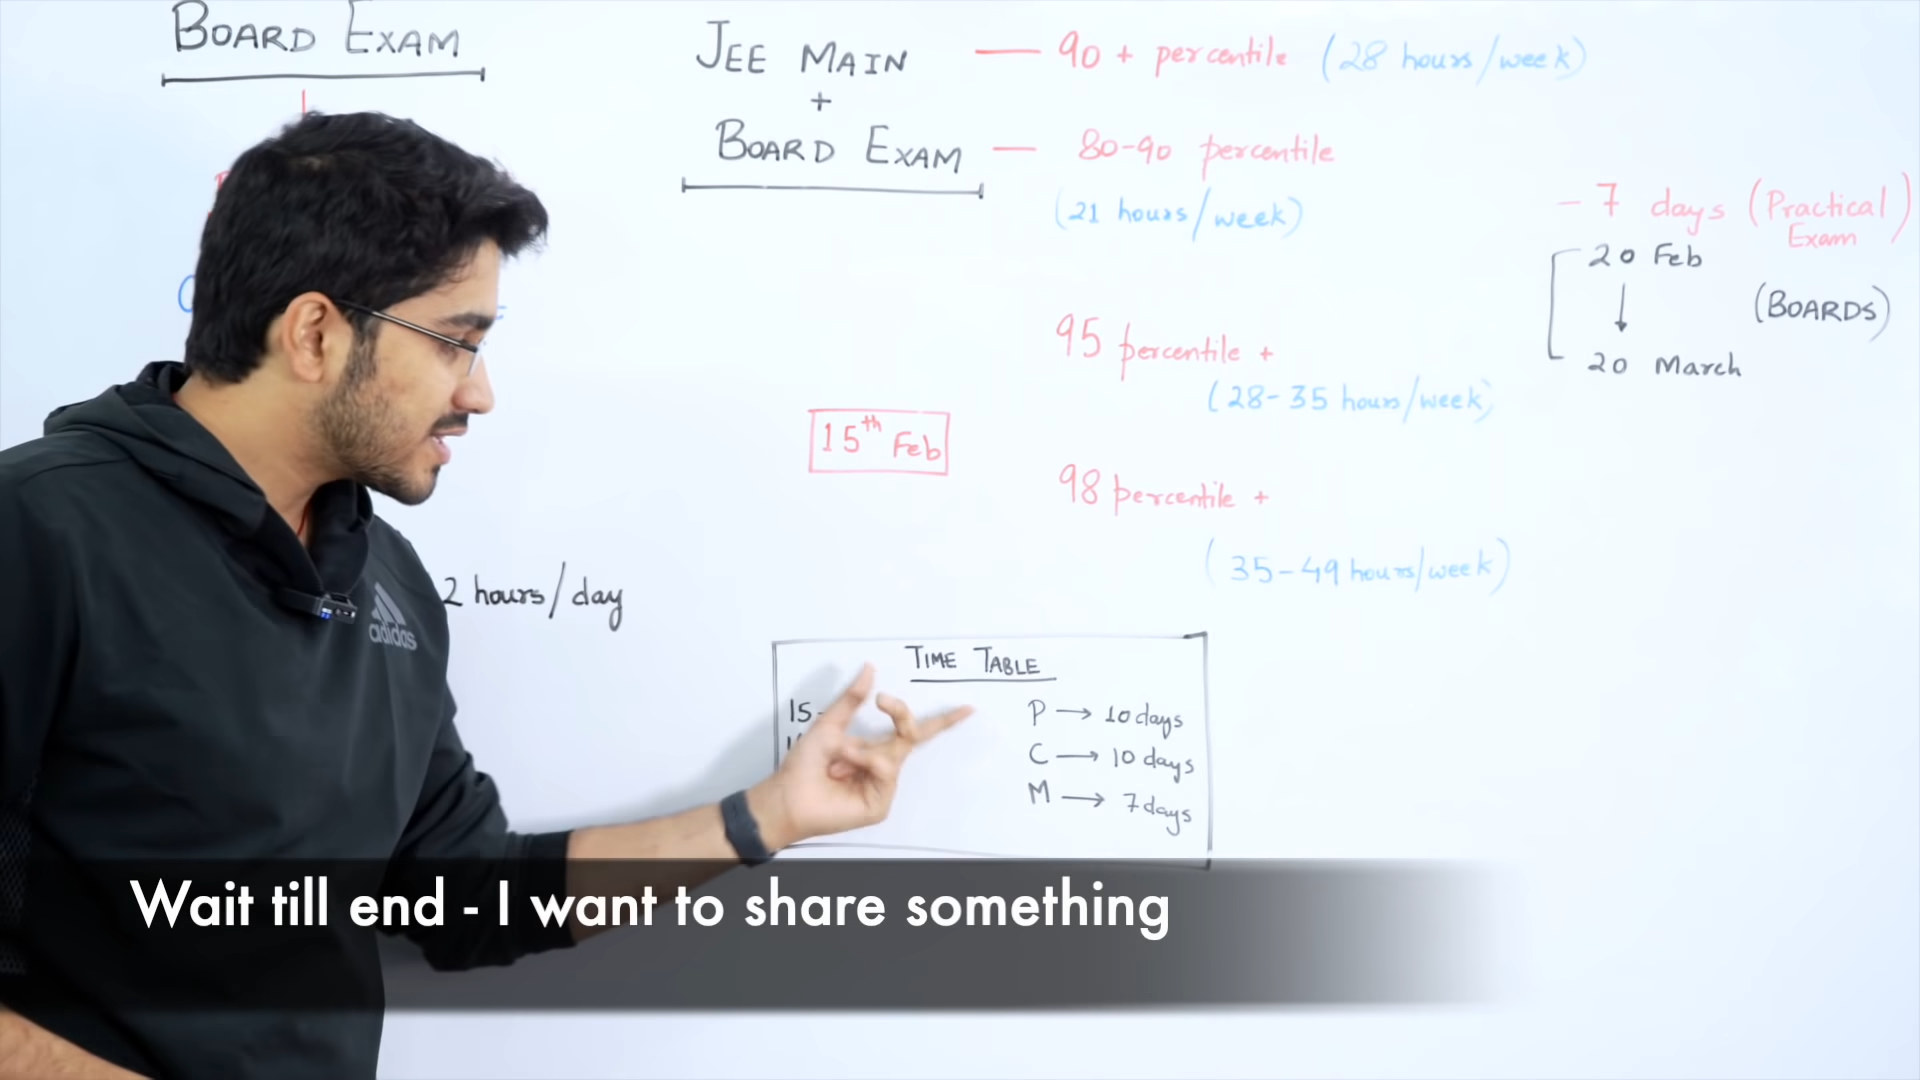 BOARD EXAM
JEE MAIN
+
BOARD EXAM
— 90 + percentile (28 hours/week)
— 80-90 percentile
(21 hours/week)
95 percentile +
(28-35 hours/week)
98 percentile +
(35-49 hours/week)
- 7 days (Practical Exam)
20 Feb
↓
20 March
(BOARDS)
15th Feb
2 hours/day
adidas
TIME TABLE
15-
P → 10 days
C → 10 days
M → 7 days
Wait till end - I want to share something